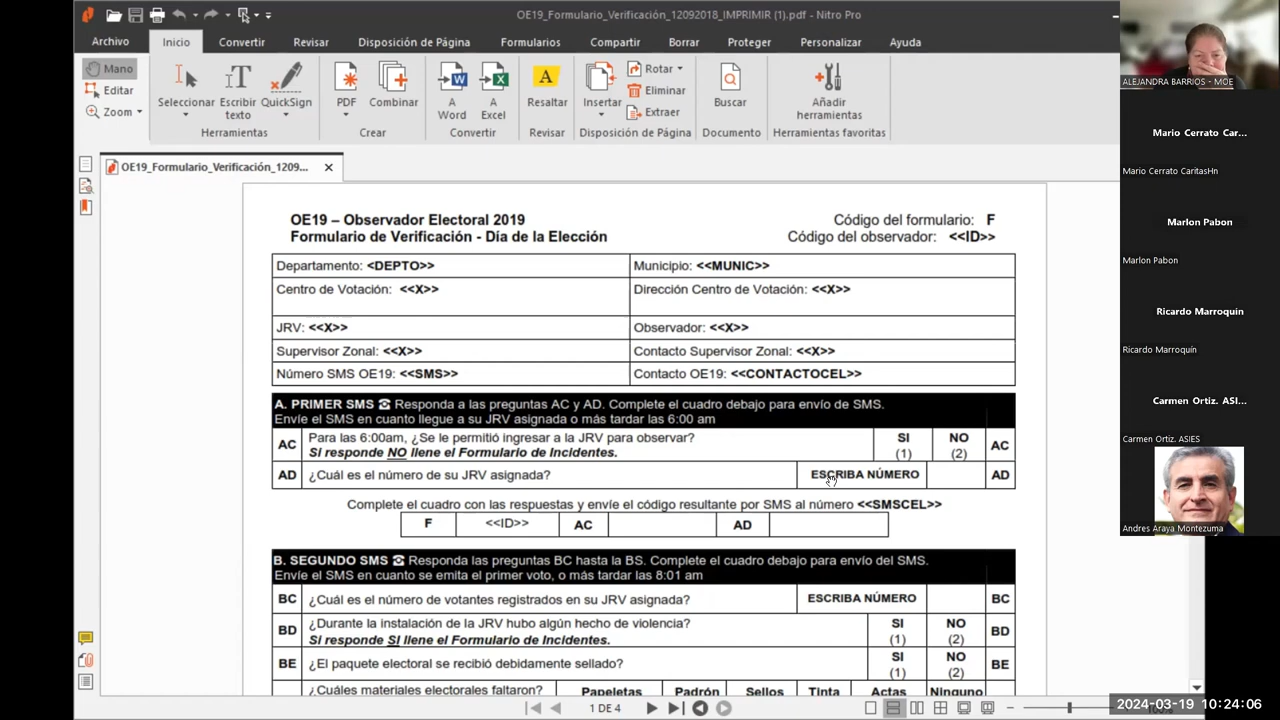 OE19_Formulario_Verificación_12092018_IMPRIMIR (1).pdf - Nitro Pro
Archivo Inicio Convertir Revisar Disposición de Página Formularios Compartir Borrar Proteger Personalizar Ayuda
Mano
Editar
Zoom
Seleccionar
Escribir texto
QuickSign
Herramientas
PDF
Combinar
Crear
A Word
A Excel
Convertir
Resaltar
Revisar
Insertar
Rotar
Eliminar
Extraer
Disposición de Página
Buscar
Documento
Añadir herramientas
Herramientas favoritas
OE19_Formulario_Verificación_1209...
OE19 – Observador Electoral 2019 Código del formulario: F
Formulario de Verificación - Día de la Elección Código del observador: <<ID>>
Departamento: <DEPTO>> Municipio: <<MUNIC>>
Centro de Votación: <<X>> Dirección Centro de Votación: <<X>>
JRV: <<X>> Observador: <<X>>
Supervisor Zonal: <<X>> Contacto Supervisor Zonal: <<X>>
Número SMS OE19: <<SMS>> Contacto OE19: <<CONTACTOCEL>>
A. PRIMER SMS ☎ Responda a las preguntas AC y AD. Complete el cuadro debajo para envío de SMS.
Envíe el SMS en cuanto llegue a su JRV asignada o más tardar las 6:00 am
AC Para las 6:00am, ¿Se le permitió ingresar a la JRV para observar? SI NO AC
Si responde NO llene el Formulario de Incidentes. (1) (2)
AD ¿Cuál es el número de su JRV asignada? ESCRIBA NÚMERO AD
Complete el cuadro con las respuestas y envíe el código resultante por SMS al número <<SMSCEL>>
F <<ID>> AC AD
B. SEGUNDO SMS ☎ Responda las preguntas BC hasta la BS. Complete el cuadro debajo para envío del SMS.
Envíe el SMS en cuanto se emita el primer voto, o más tardar las 8:01 am
BC ¿Cuál es el número de votantes registrados en su JRV asignada? ESCRIBA NÚMERO BC
BD ¿Durante la instalación de la JRV hubo algún hecho de violencia? SI NO BD
Si responde SI llene el Formulario de Incidentes. (1) (2)
BE ¿El paquete electoral se recibió debidamente sellado? SI NO BE
(1) (2)
¿Cuáles materiales electorales faltaron? Papeletas Padrón Sellos Tinta Actas Ninguno
1 DE 4
ALEJANDRA BARRIOS - MOE
Mario Cerrato Car...
Mario Cerrato CaritasHn
Marlon Pabon
Marlon Pabon
Ricardo Marroquin
Ricardo Marroquín
Carmen Ortiz. ASI...
Carmen Ortiz. ASIES
Andres Araya Montezuma
2024-03-19 10:24:06